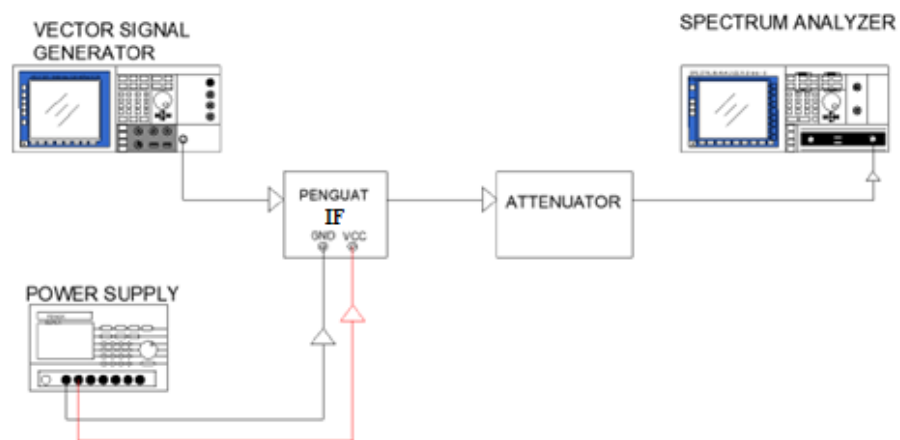 VECTOR SIGNAL
GENERATOR
SPECTRUM ANALYZER
PENGUAT
IF
GND VCC
ATTENUATOR
POWER SUPPLY